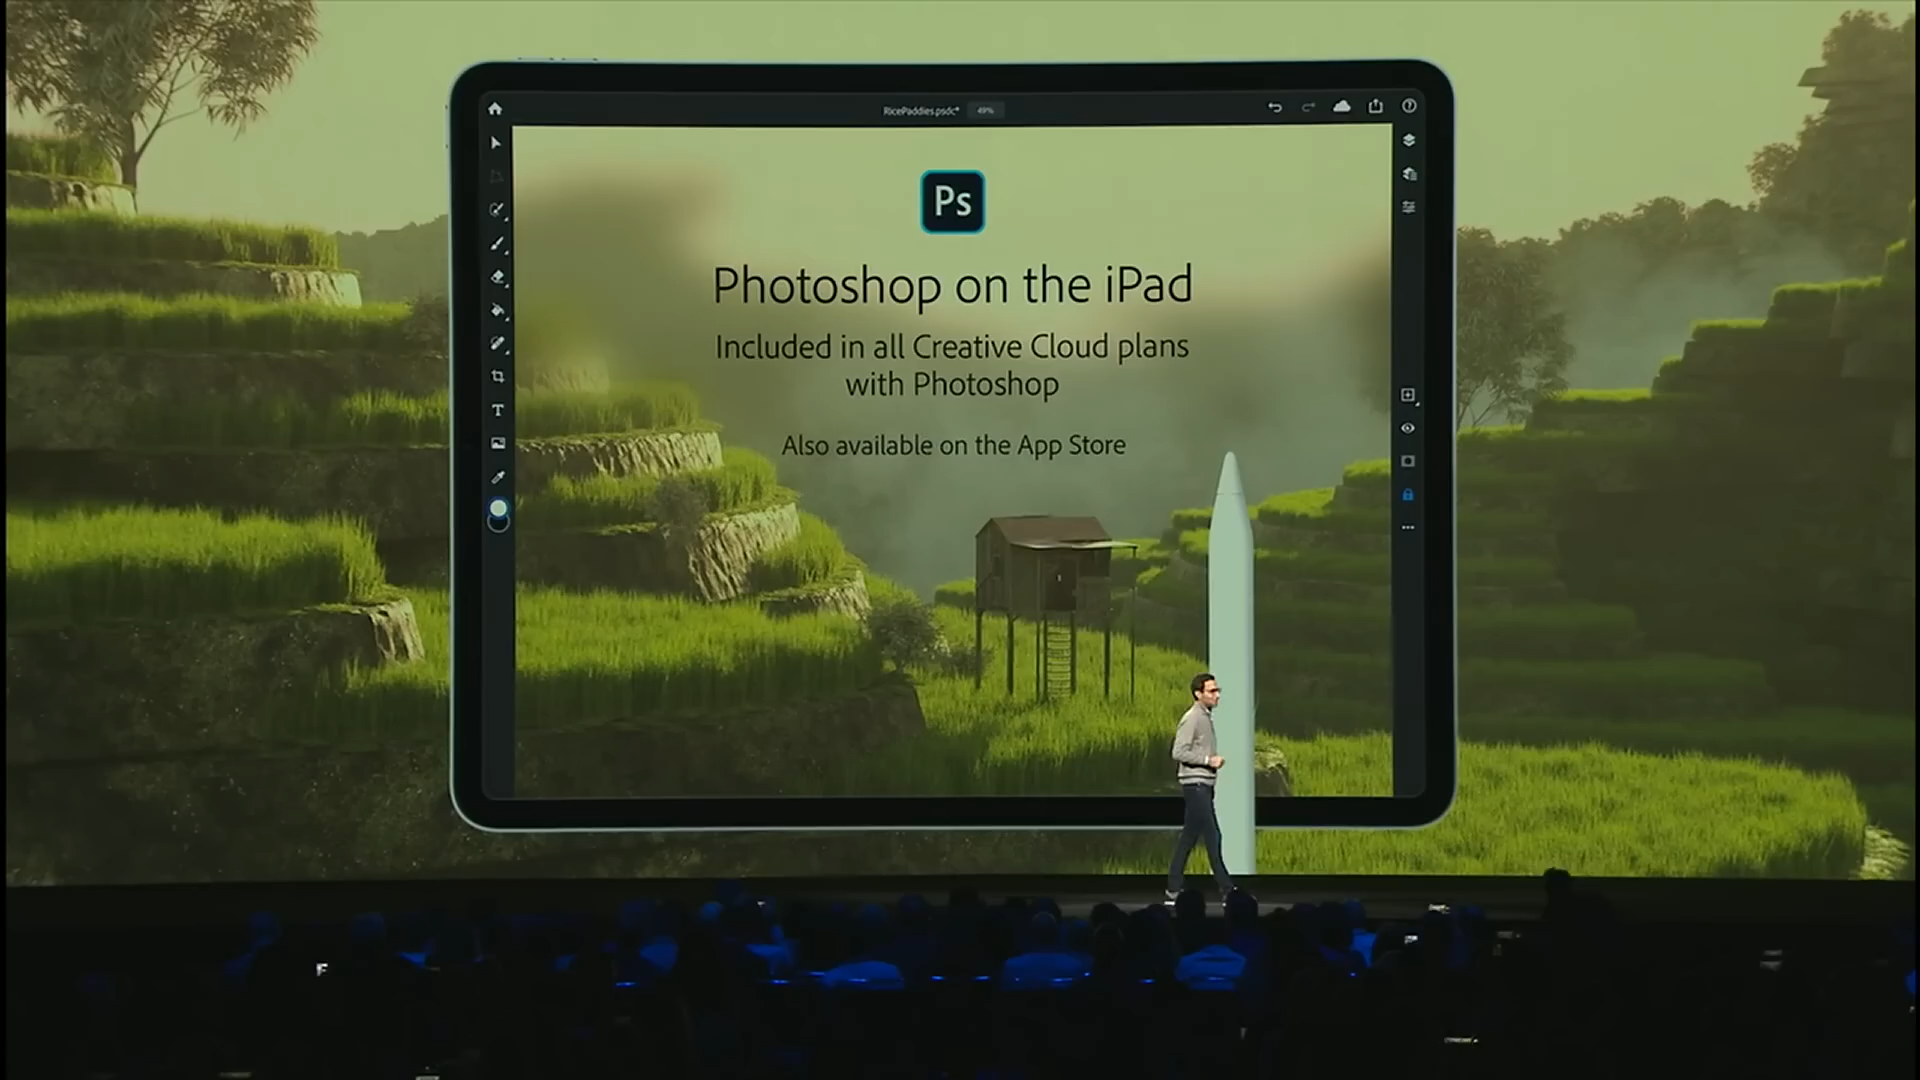 RicePaddies.psdc* 49%
Ps
Photoshop on the iPad
Included in all Creative Cloud plans
with Photoshop
Also available on the App Store